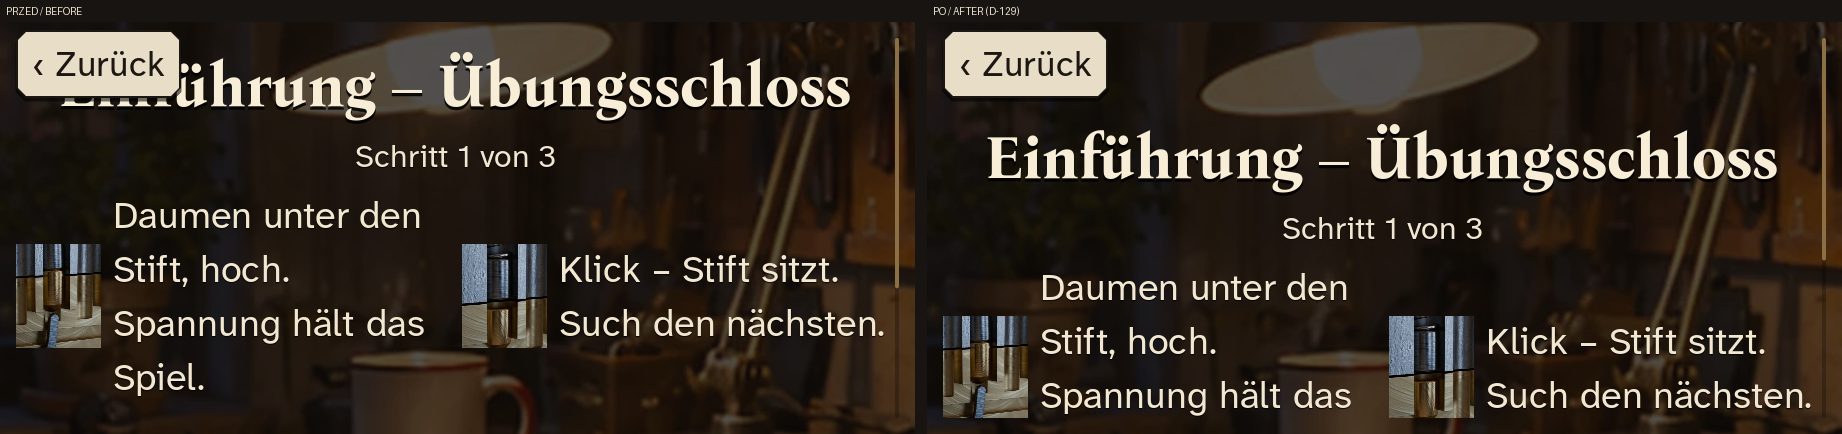 PRZED / BEFORE
‹ Zurück
Einführung – Übungsschloss
Schritt 1 von 3
Daumen unter den
Stift, hoch.
Spannung hält das
Spiel.
Klick – Stift sitzt.
Such den nächsten.
PO / AFTER (D-129)
‹ Zurück
Einführung – Übungsschloss
Schritt 1 von 3
Daumen unter den
Stift, hoch.
Spannung hält das
Klick – Stift sitzt.
Such den nächsten.